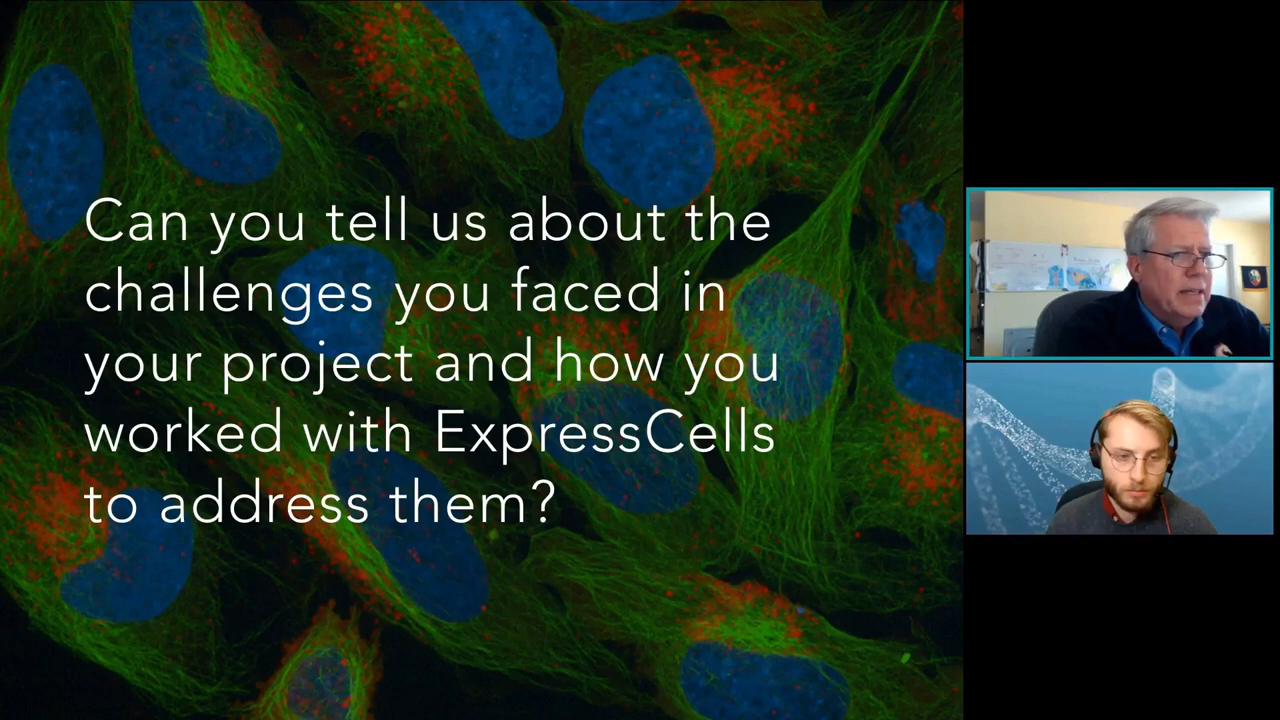 Can you tell us about the
challenges you faced in
your project and how you
worked with ExpressCells
to address them?